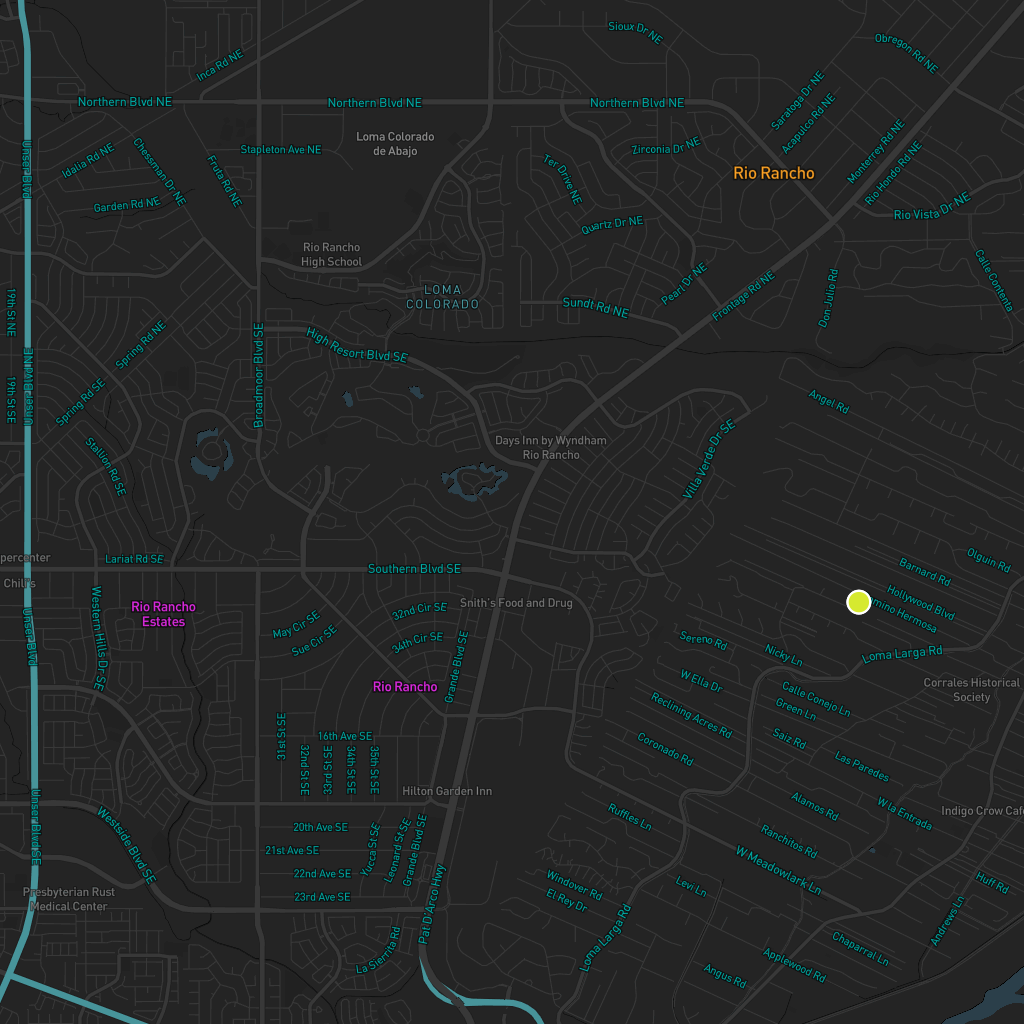 Sioux Dr NE
Obregon Rd NE
Inca Rd NE
Northern Blvd NE
Northern Blvd NE
Northern Blvd NE
Saratoga Dr NE
Acapulco Rd NE
Loma Colorado
de Abajo
Stapleton Ave NE
Zirconia Dr NE
Monterrey Rd NE
Rio Hondo Rd NE
Idalia Rd NE
Chessman Dr NE
Fruta Rd NE
Unser Blvd
Ter Drive NE
Rio Rancho
Garden Rd NE
Quartz Dr NE
Rio Vista Dr NE
Rio Rancho
High School
Calle Contenta
Pearl Dr NE
Frontage Rd NE
Don Julio Rd
LOMA
COLORADO
Sundt Rd NE
19th St NE
High Resort Blvd SE
Spring Rd NE
Broadmoor Blvd SE
19th St SE
Spring Rd SE
Angel Rd
Days Inn by Wyndham
Rio Rancho
Villa Verde Dr SE
Stallion Rd SE
percenter
Lariat Rd SE
Southern Blvd SE
Olguin Rd
Barnard Rd
Chili's
Hollywood Blvd
mino Hermosa
Rio Rancho
Estates
Snith's Food and Drug
32nd Cir SE
May Cir SE
Sue Cir SE
34th Cir SE
Western Hills Dr SE
Unser Blvd
Grande Blvd SE
Sereno Rd
Nicky Ln
Loma Larga Rd
Rio Rancho
W Ella Dr
Calle Conejo Ln
Green Ln
Corrales Historical
Society
Reclining Acres Rd
31st St SE
16th Ave SE
Saiz Rd
Coronado Rd
32nd St SE
33rd St SE
34th St SE
35th St SE
Las Paredes
Hilton Garden Inn
Alamos Rd
W la Entrada
Indigo Crow Cafe
Unser Blvd SE
Westside Blvd SE
Ruffles Ln
20th Ave SE
21st Ave SE
22nd Ave SE
23rd Ave SE
Yucca St SE
Leonard St SE
Grande Blvd SE
Ranchitos Rd
W Meadowlark Ln
Presbyterian Rust
Medical Center
Windover Rd
El Rey Dr
Levi Ln
Huff Rd
Pat D'Arco Hwy
Andrews Ln
La Sierrita Rd
Loma Larga Rd
Chaparral Ln
Applewood Rd
Angus Rd